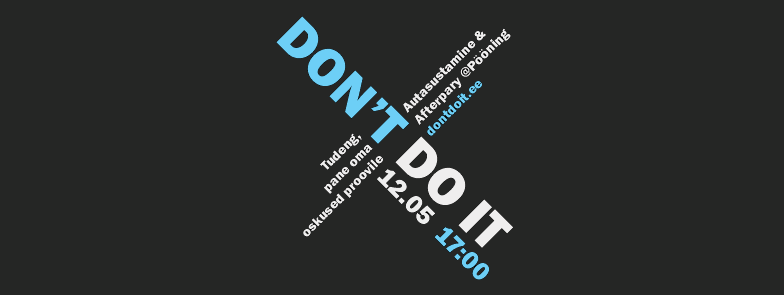 DON'T DO IT
12.05 17:00
Autasustamine &
Afterpary @Pööning
dontdoit.ee
Tudeng,
pane oma
oskused proovile